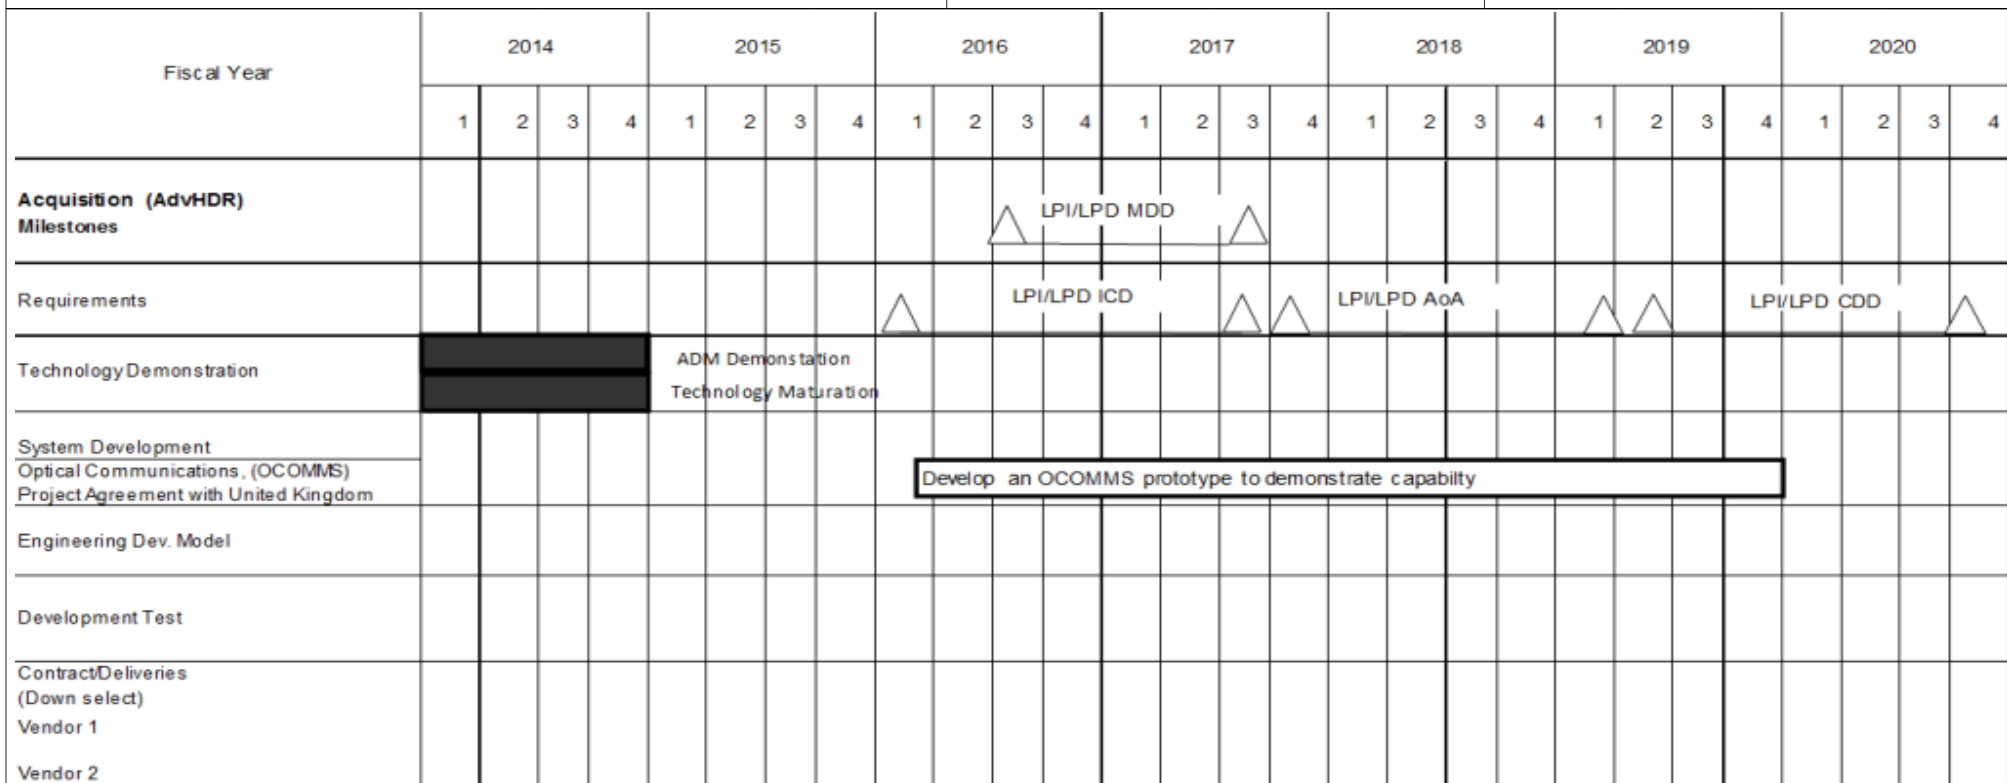 Fiscal Year
2014 2015 2016 2017 2018 2019 2020
1 2 3 4 1 2 3 4 1 2 3 4 1 2 3 4 1 2 3 4 1 2 3 4 1 2 3 4
Acquisition (AdvHDR)
Milestones
LPI/LPD MDD
Requirements
LPI/LPD ICD LPI/LPD AoA LPI/LPD CDD
Technology Demonstration
ADM Demonstation
Technology Maturation
System Development
Optical Communications, (OCOMMS)
Project Agreement with United Kingdom
Develop an OCOMMS prototype to demonstrate capabilty
Engineering Dev. Model
Development Test
Contract/Deliveries
(Down select)
Vendor 1
Vendor 2